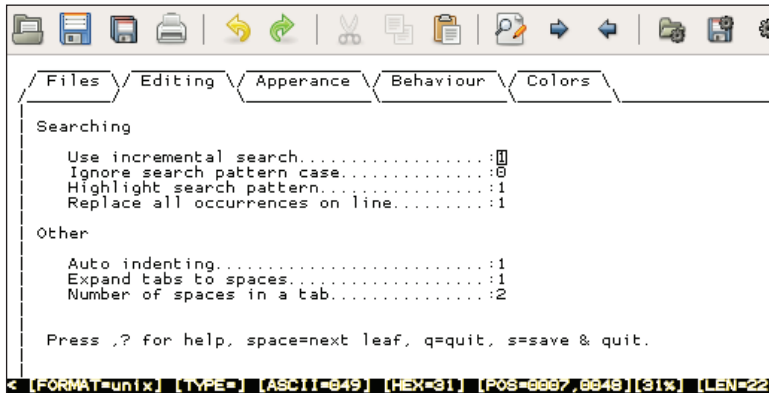 Files Editing Apperance Behaviour Colors
Searching
Use incremental search..................:1
Ignore search pattern case..............:0
Highlight search pattern................:1
Replace all occurrences on line.........:1
Other
Auto indenting..........................:1
Expand tabs to spaces...................:1
Number of spaces in a tab...............:2
Press ,? for help, space=next leaf, q=quit, s=save & quit.
< [FORMAT=unix] [TYPE=] [ASCII=049] [HEX=31] [POS=0007,0048][31%] [LEN=22